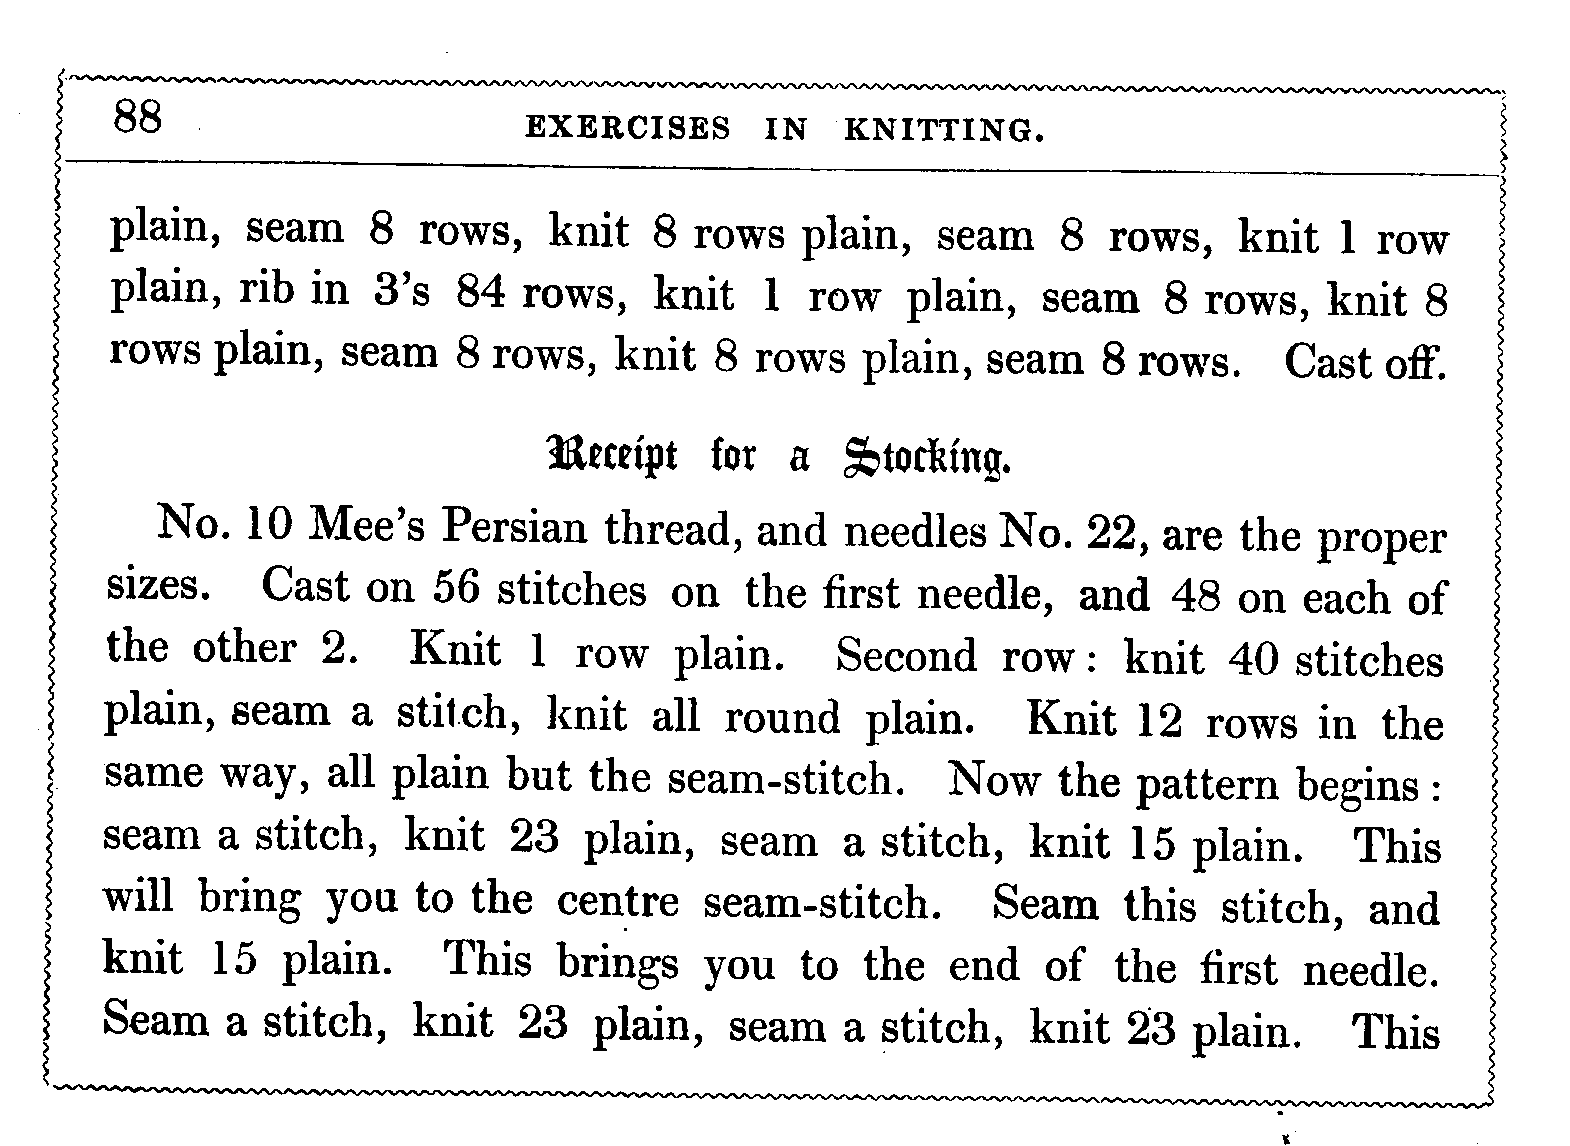 88
EXERCISES IN KNITTING.
plain, seam 8 rows, knit 8 rows plain, seam 8 rows, knit 1 row
plain, rib in 3's 84 rows, knit 1 row plain, seam 8 rows, knit 8
rows plain, seam 8 rows, knit 8 rows plain, seam 8 rows. Cast off.
Receipt for a Stocking.
No. 10 Mee's Persian thread, and needles No. 22, are the proper
sizes. Cast on 56 stitches on the first needle, and 48 on each of
the other 2. Knit 1 row plain. Second row : knit 40 stitches
plain, seam a stitch, knit all round plain. Knit 12 rows in the
same way, all plain but the seam-stitch. Now the pattern begins :
seam a stitch, knit 23 plain, seam a stitch, knit 15 plain. This
will bring you to the centre seam-stitch. Seam this stitch, and
knit 15 plain. This brings you to the end of the first needle.
Seam a stitch, knit 23 plain, seam a stitch, knit 23 plain. This